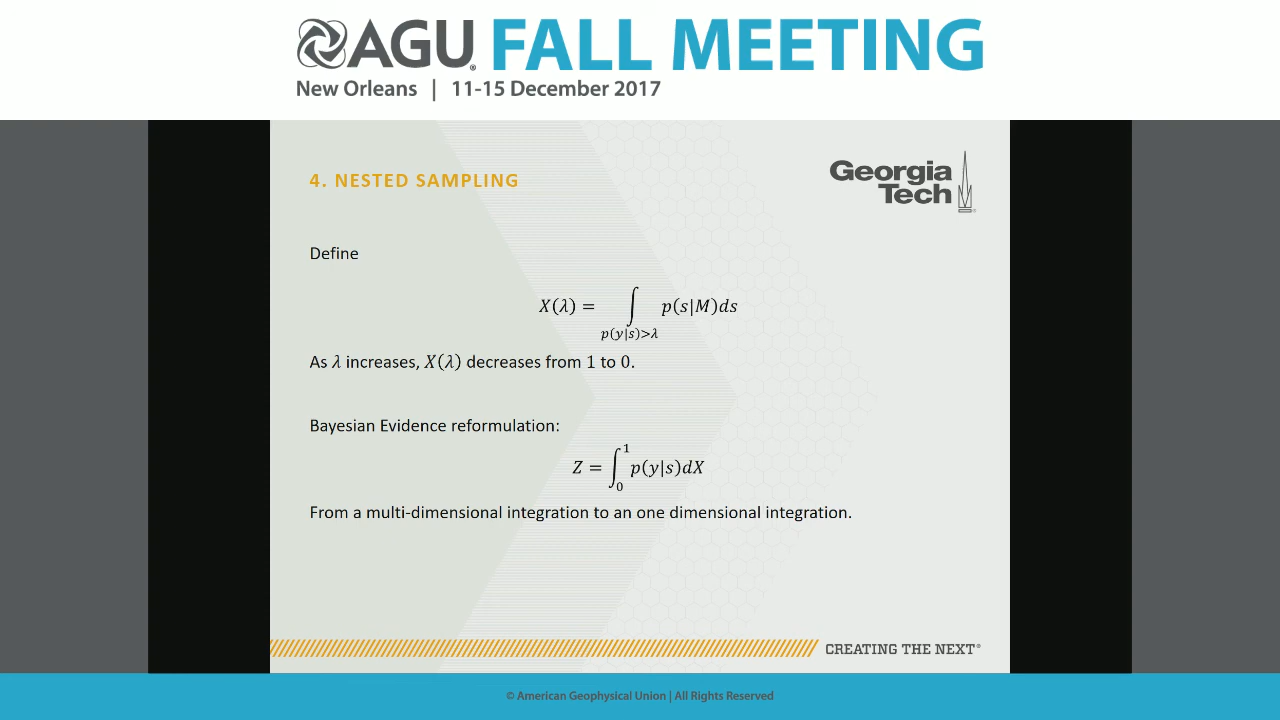 AGU FALL MEETING
New Orleans | 11-15 December 2017
Georgia
Tech
4. NESTED SAMPLING
Define
X(λ) = ∫_{p(y|s)>λ} p(s|M)ds
As λ increases, X(λ) decreases from 1 to 0.
Bayesian Evidence reformulation:
Z = ∫_0^1 p(y|s)dX
From a multi-dimensional integration to an one dimensional integration.
CREATING THE NEXT®
© American Geophysical Union | All Rights Reserved